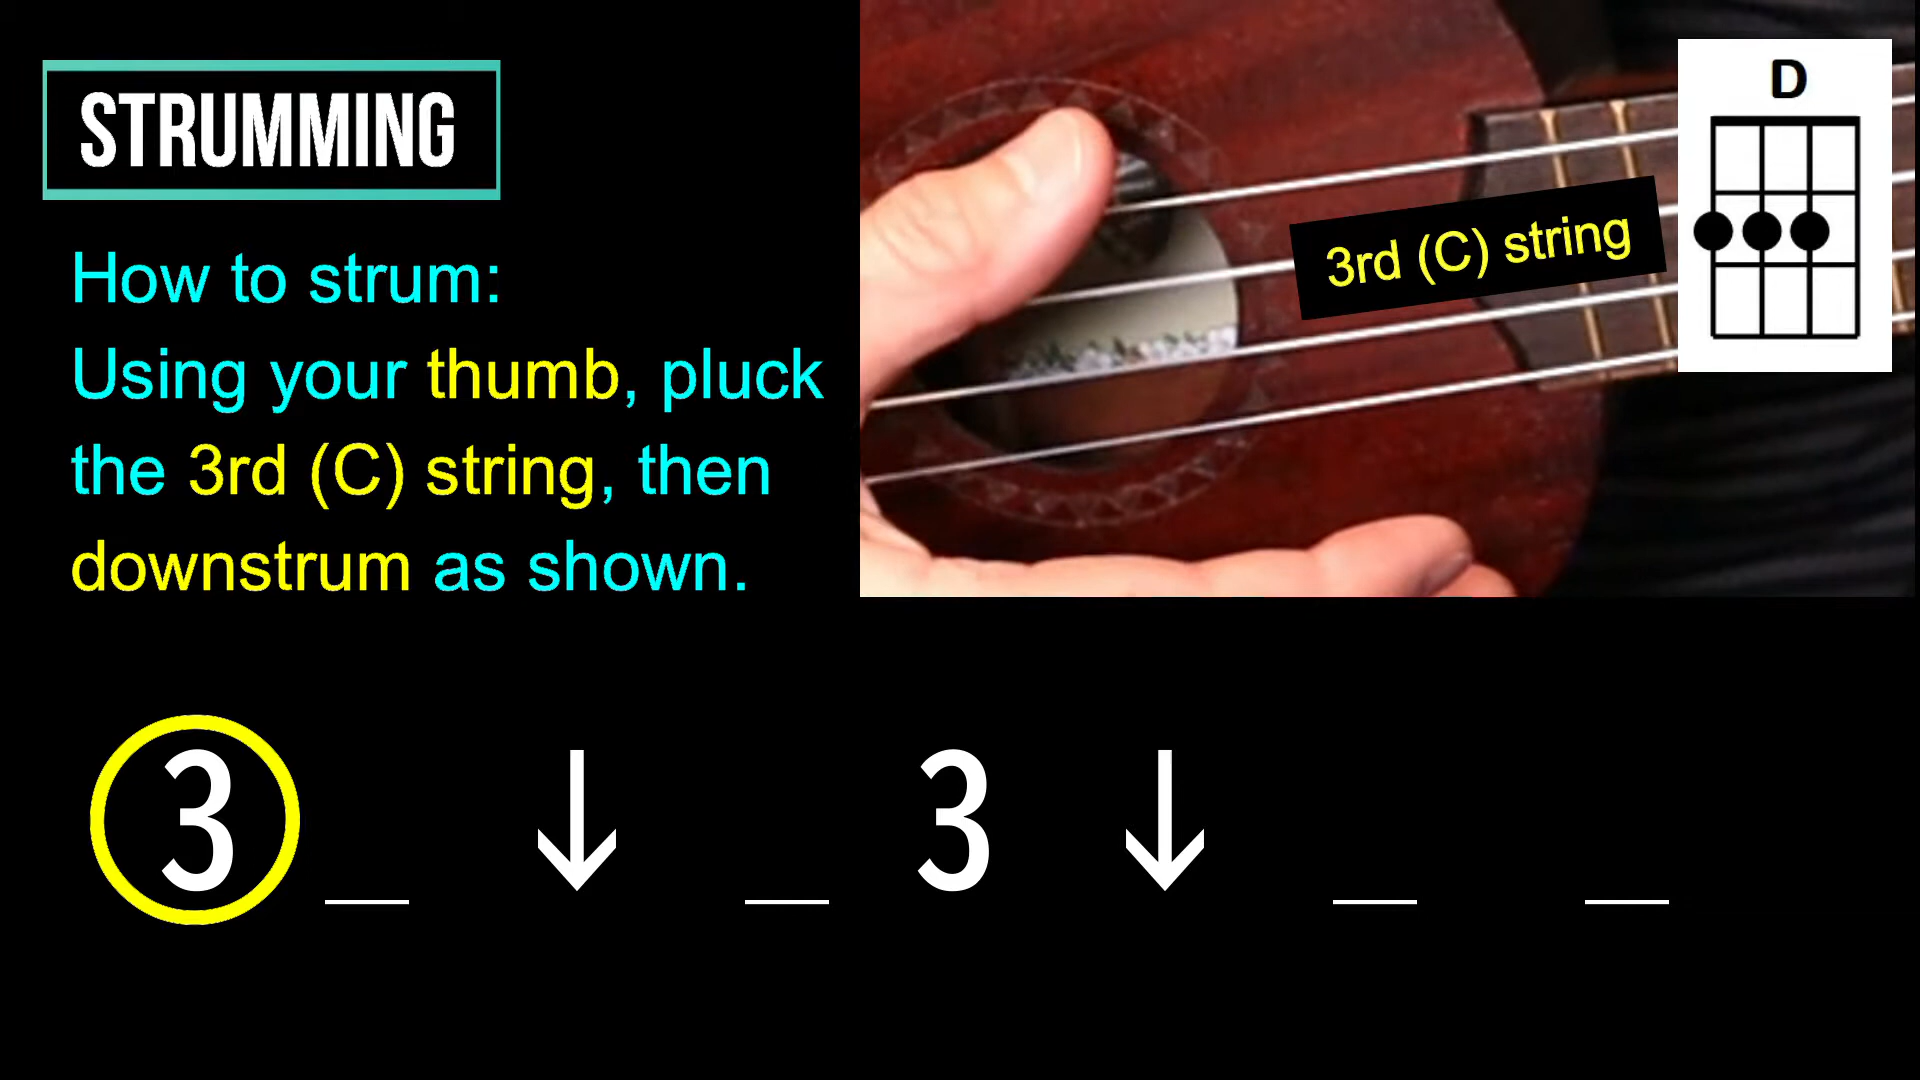 STRUMMING
How to strum:
Using your thumb, pluck
the 3rd (C) string, then
downstrum as shown.
3rd (C) string
D
3 _ ↓ _ 3 ↓ _ _